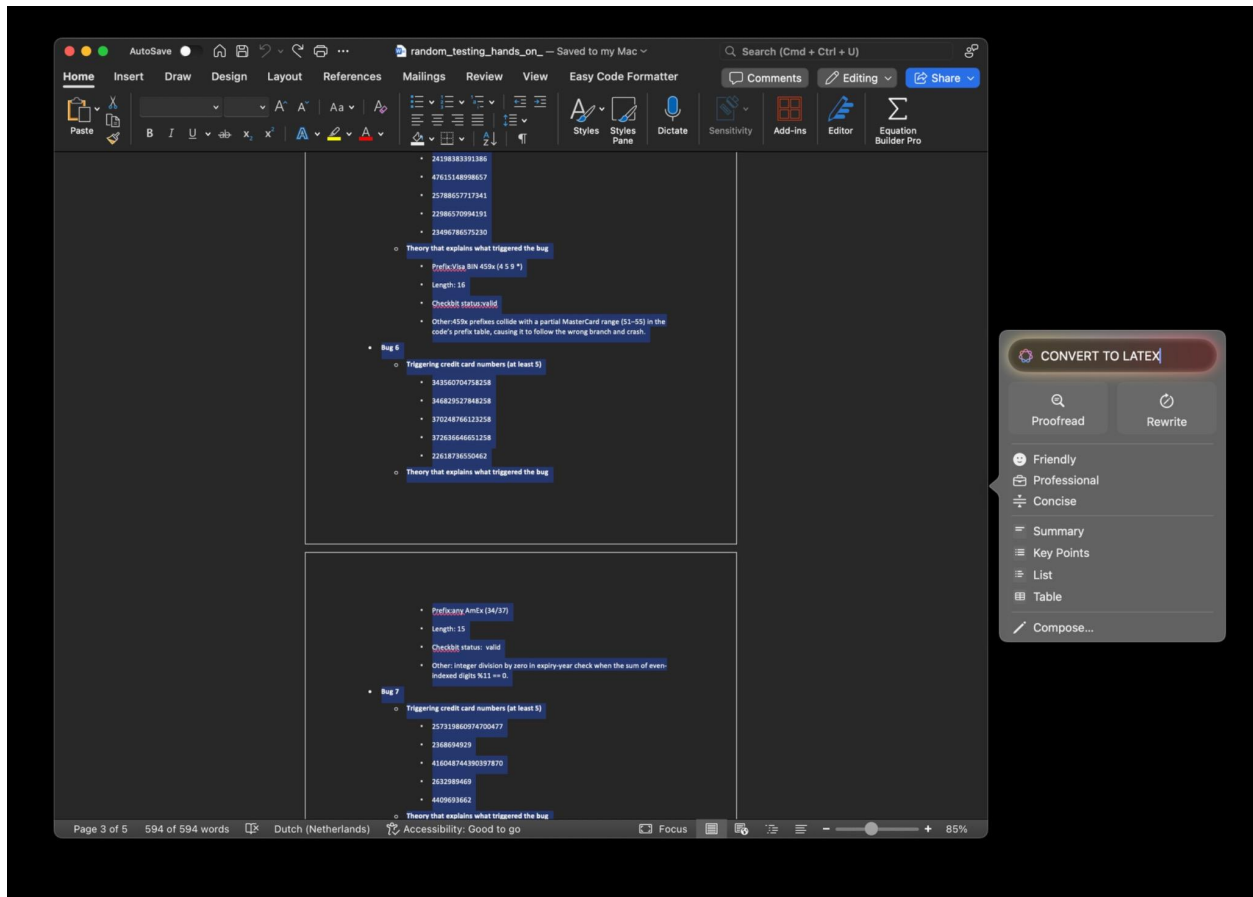 AutoSave
random_testing_hands_on_ — Saved to my Mac
Search (Cmd + Ctrl + U)
Home Insert Draw Design Layout References Mailings Review View Easy Code Formatter
Comments Editing Share
Paste
Aa
B I U ab x₂ x² A A
Styles
Styles Pane
Dictate
Sensitivity
Add-ins
Editor
Equation Builder Pro
24198383391386
47615148998657
25788657717341
22986570994191
23496786575230
Theory that explains what triggered the bug
Prefix:Visa BIN 459x (4 5 9 *)
Length: 16
Checkbit status:valid
Other:459x prefixes collide with a partial MasterCard range (51–55) in the
code's prefix table, causing it to follow the wrong branch and crash.
Bug 6
Triggering credit card numbers (at least 5)
343560704758258
346829527848258
370248766123258
372636646651258
22618736550462
Theory that explains what triggered the bug
Prefix:any AmEx (34/37)
Length: 15
Checkbit status: valid
Other: integer division by zero in expiry-year check when the sum of even-
indexed digits %11 == 0.
Bug 7
Triggering credit card numbers (at least 5)
257319860974700477
2368694929
416048744390397870
2632989469
4409693662
Theory that explains what triggered the bug
Page 3 of 5 594 of 594 words Dutch (Netherlands) Accessibility: Good to go Focus 85%
CONVERT TO LATEX
Proofread
Rewrite
Friendly
Professional
Concise
Summary
Key Points
List
Table
Compose...